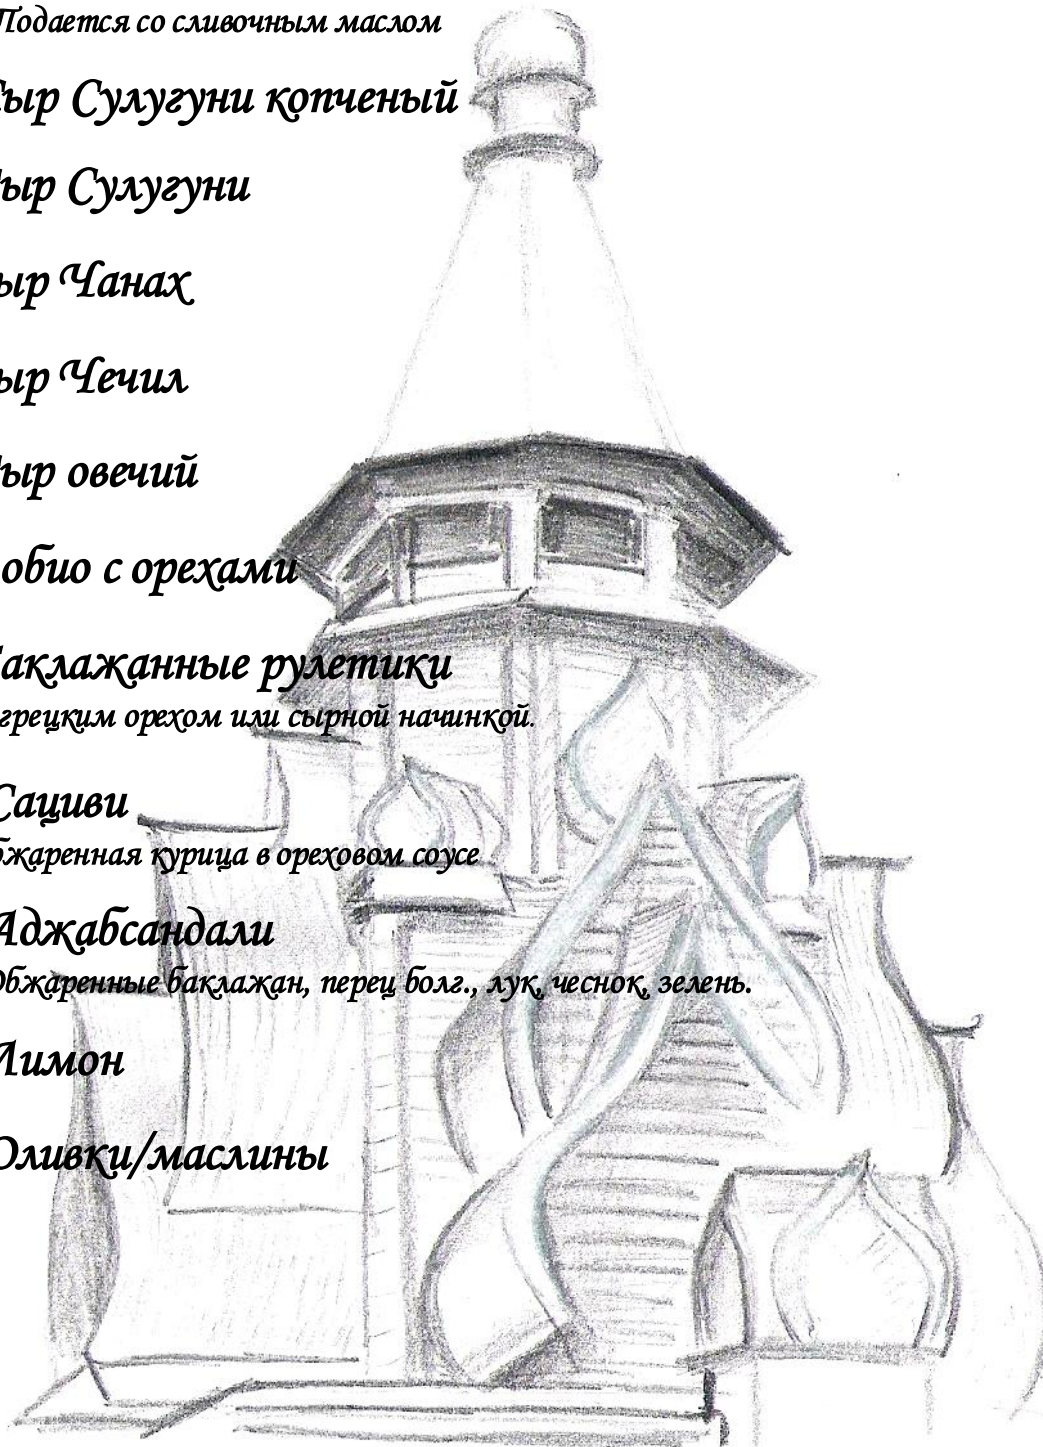 Подается со сливочным маслом
Сыр Сулугуни копченый
Сыр Сулугуни
ыр Чанах
ыр Чечил
ыр овечий
обио с орехами
аклажанные рулетики
грецким орехом или сырной начинкой.
Сациви
бжаренная курица в ореховом соусе
Аджабсандали
Обжаренные баклажан, перец болг., лук, чеснок, зелень.
Лимон
Оливки/маслины